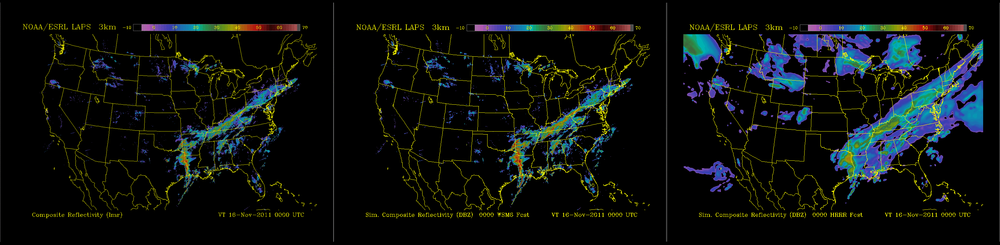 NOAA/ESRL LAPS 3km -10 0 10 20 30 40 50 60 70
Composite Reflectivity (lmr) VT 16-Nov-2011 0000 UTC
NOAA/ESRL LAPS 3km -10 0 10 20 30 40 50 60 70
Sim. Composite Reflectivity (DBZ) 0000 WSM6 Fcst VT 16-Nov-2011 0000 UTC
NOAA/ESRL LAPS 3km -10 0 10 20 30 40 50 60 70
Sim. Composite Reflectivity (DBZ) 0000 HRRR Fcst VT 16-Nov-2011 0000 UTC